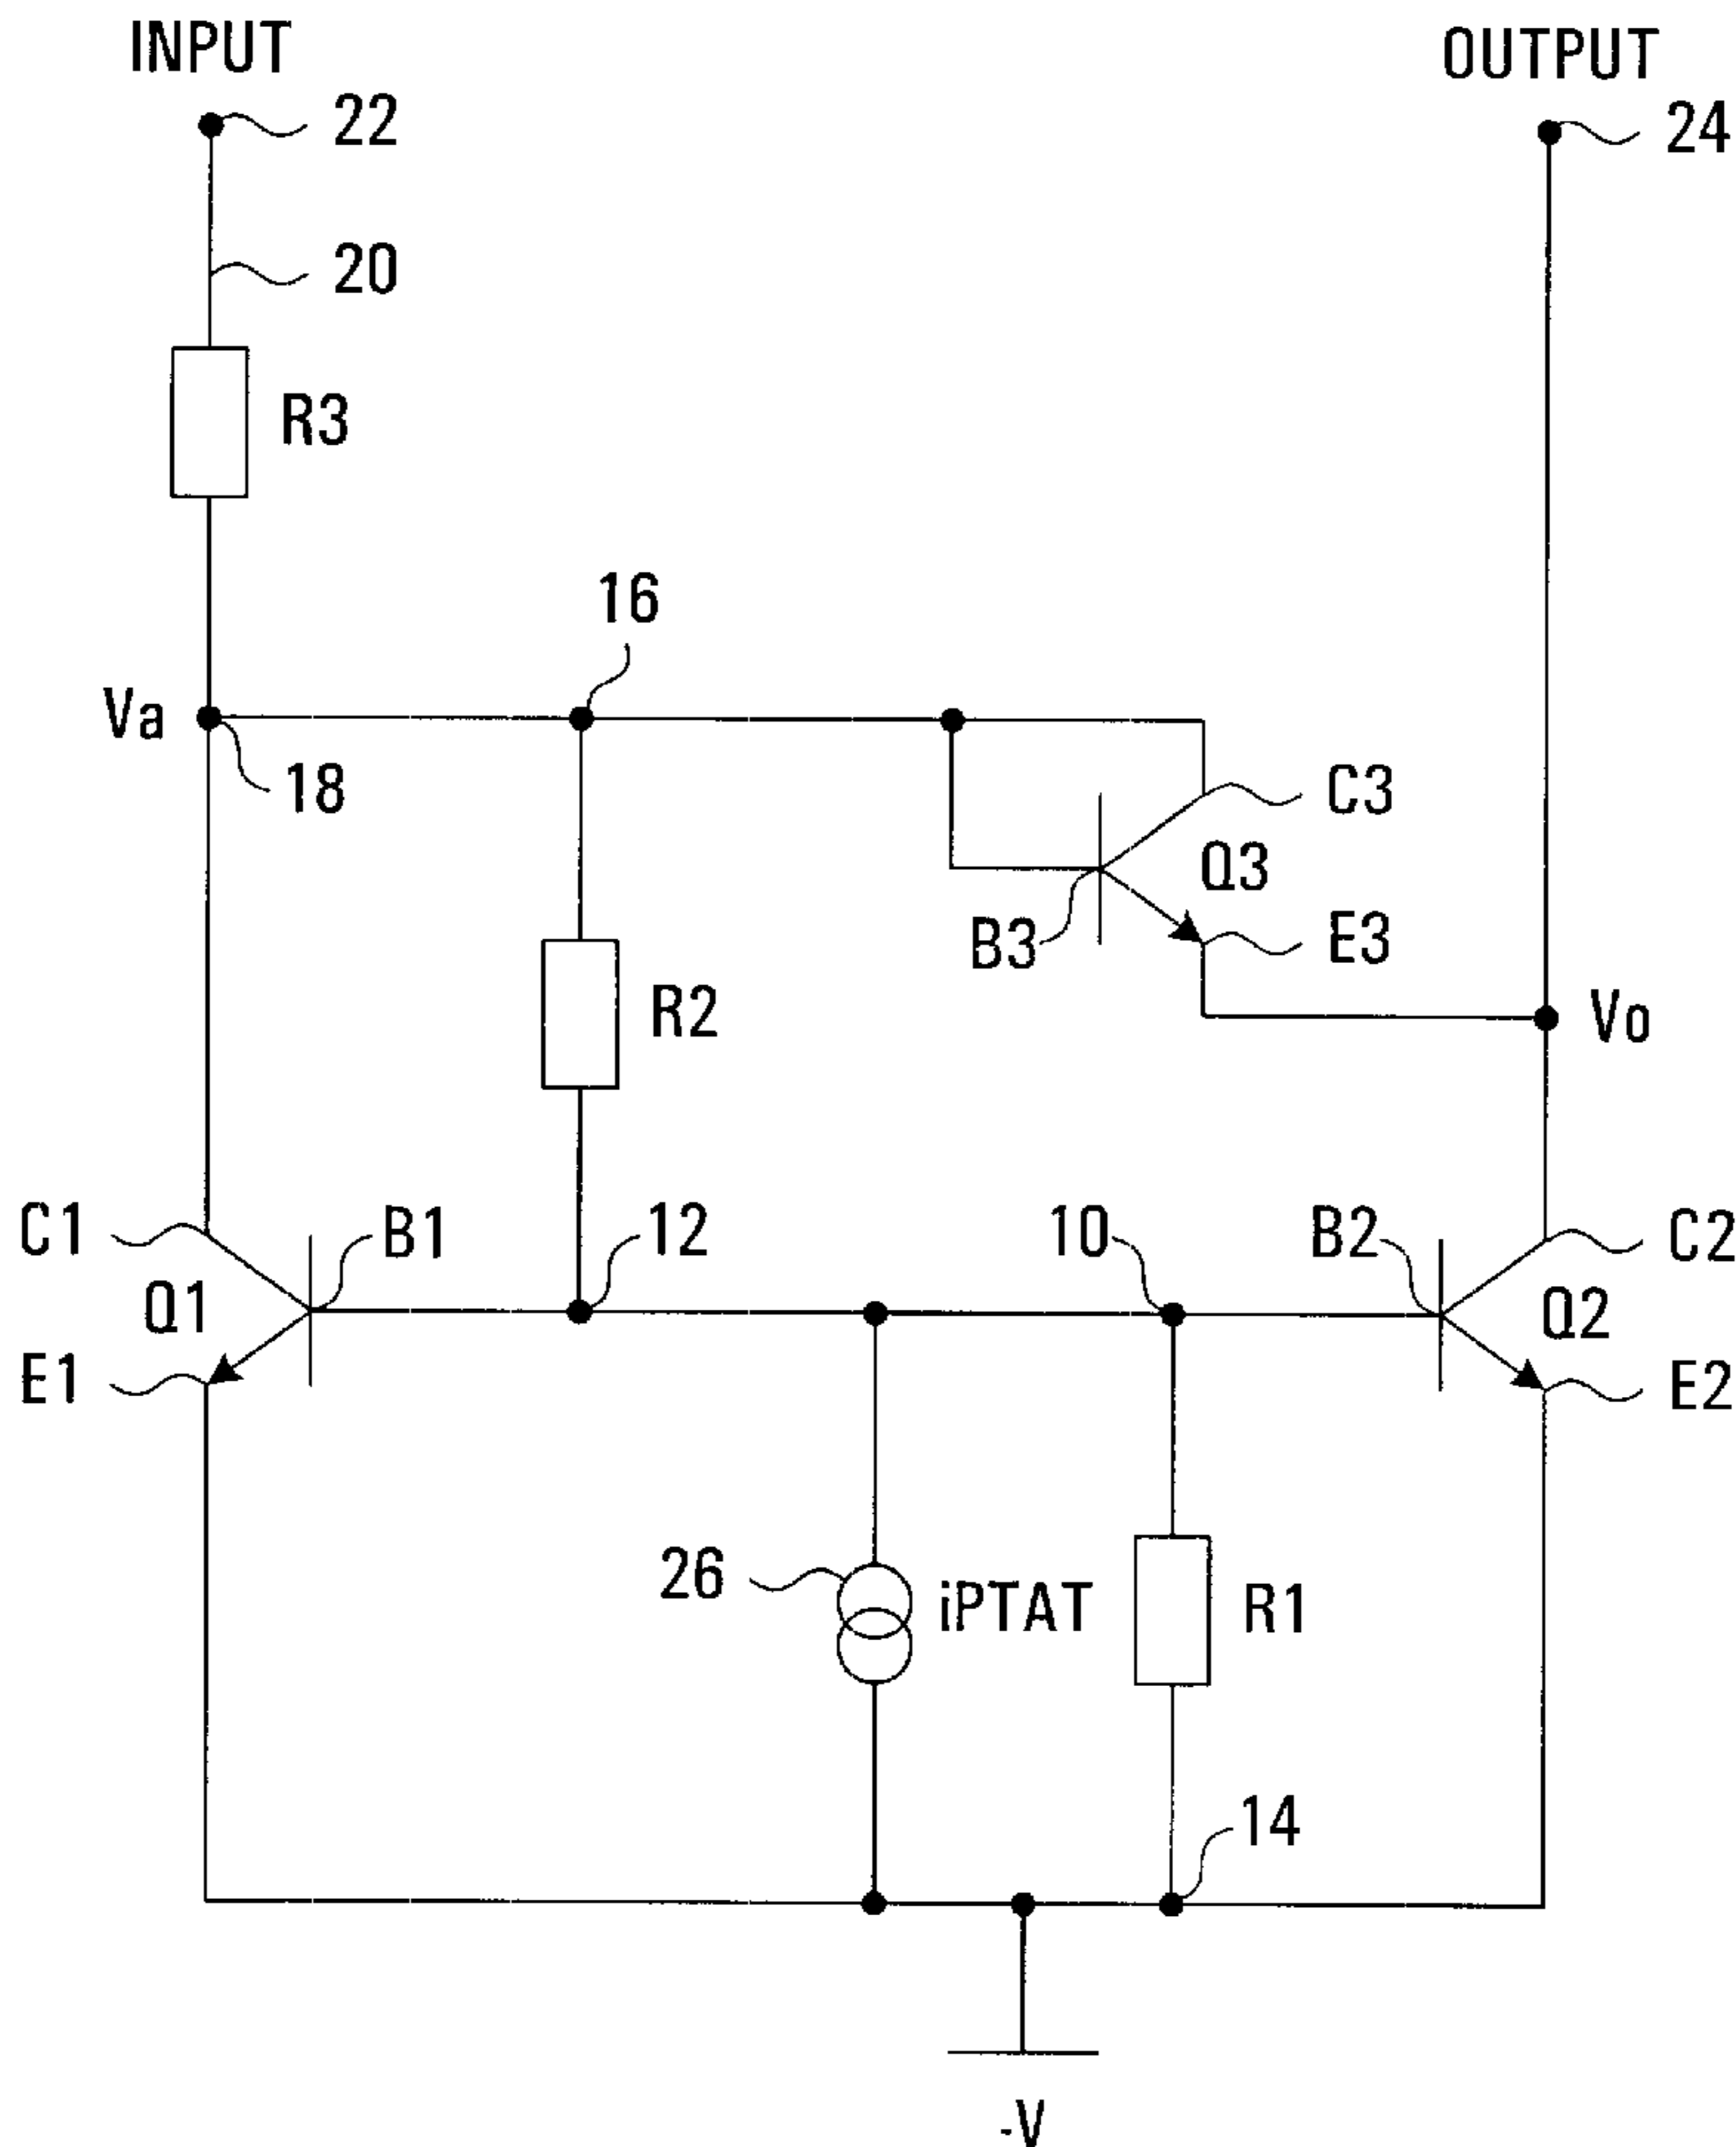 INPUT
OUTPUT
22
24
20
R3
16
Va
18
C3
Q3
B3
E3
R2
Vo
C1
B1
12
10
B2
C2
Q1
Q2
E1
E2
26
iPTAT
R1
14
-V